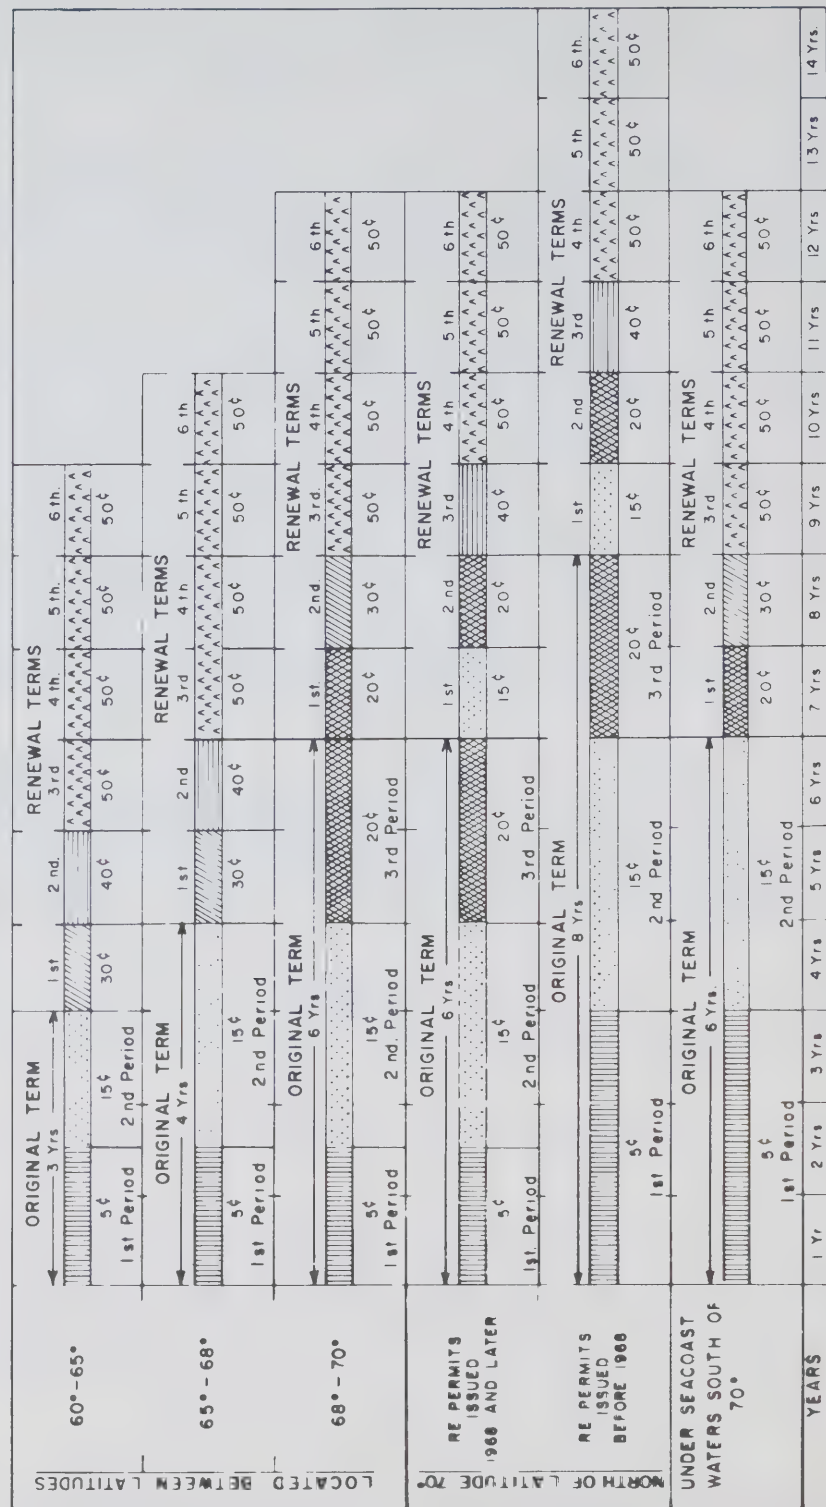 LOCATED BETWEEN LATITUDES
60°-65°
ORIGINAL TERM
3 Yrs
RENEWAL TERMS
1st
2nd.
3rd
4th.
5th.
6th.
5¢
15¢
30¢
40¢
50¢
50¢
50¢
50¢
1st Period
2nd Period
65°-68°
ORIGINAL TERM
4 Yrs
RENEWAL TERMS
1st
2nd
3rd
4th
5th
6th
5¢
15¢
30¢
40¢
50¢
50¢
50¢
50¢
1st Period
2nd Period
68°-70°
ORIGINAL TERM
6 Yrs
RENEWAL TERMS
1st
2nd.
3rd.
4th
5th
6th
5¢
15¢
20¢
20¢
30¢
50¢
50¢
50¢
50¢
1st Period
2nd. Period
3rd Period
NORTH OF LATITUDE 70°
RE PERMITS
ISSUED
1968 AND LATER
ORIGINAL TERM
6 Yrs
RENEWAL TERMS
1st
2nd
3rd
4th
5th
6th
5¢
15¢
20¢
15¢
20¢
40¢
50¢
50¢
50¢
1st. Period
2nd Period
3rd Period
RE PERMITS
ISSUED
BEFORE 1968
ORIGINAL TERM
8 Yrs
RENEWAL TERMS
1st
2nd
3rd
4th
5th
6th.
5¢
15¢
20¢
15¢
20¢
40¢
50¢
50¢
50¢
1st Period
2nd Period
3rd Period
UNDER SEACOAST
WATERS SOUTH OF
70°
ORIGINAL TERM
6 Yrs
RENEWAL TERMS
1st
2nd
3rd
4th
5th
6th
5¢
15¢
20¢
30¢
50¢
50¢
50¢
50¢
1st Period
2nd Period
YEARS
1 Yr
2 Yrs
3 Yrs
4 Yrs
5 Yrs
6 Yrs
7 Yrs
8 Yrs
9 Yrs
10 Yrs
11 Yrs
12 Yrs
13 Yrs
14 Yrs.